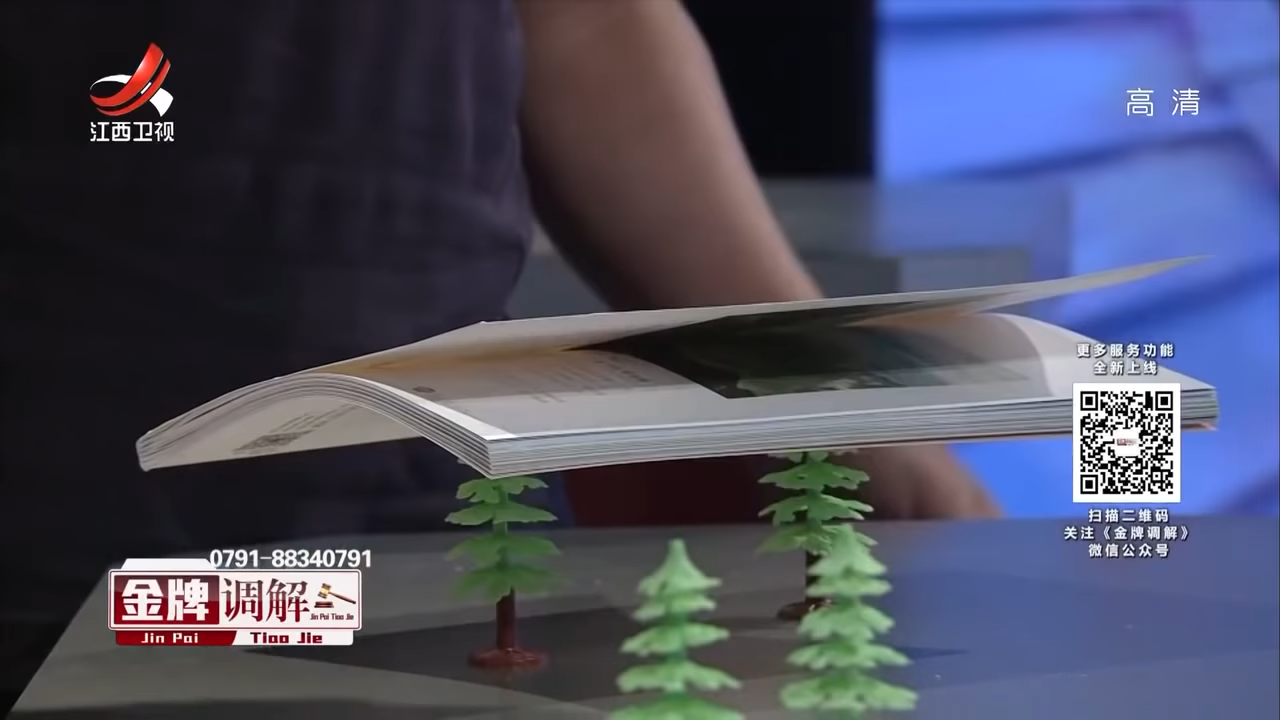 江西卫视
高清
更多服务功能
全新上线
扫描二维码
关注《金牌调解》
微信公众号
0791-88340791
金牌调解
Jin Pai Tiao Jie
Jin Pai Tiao Jie